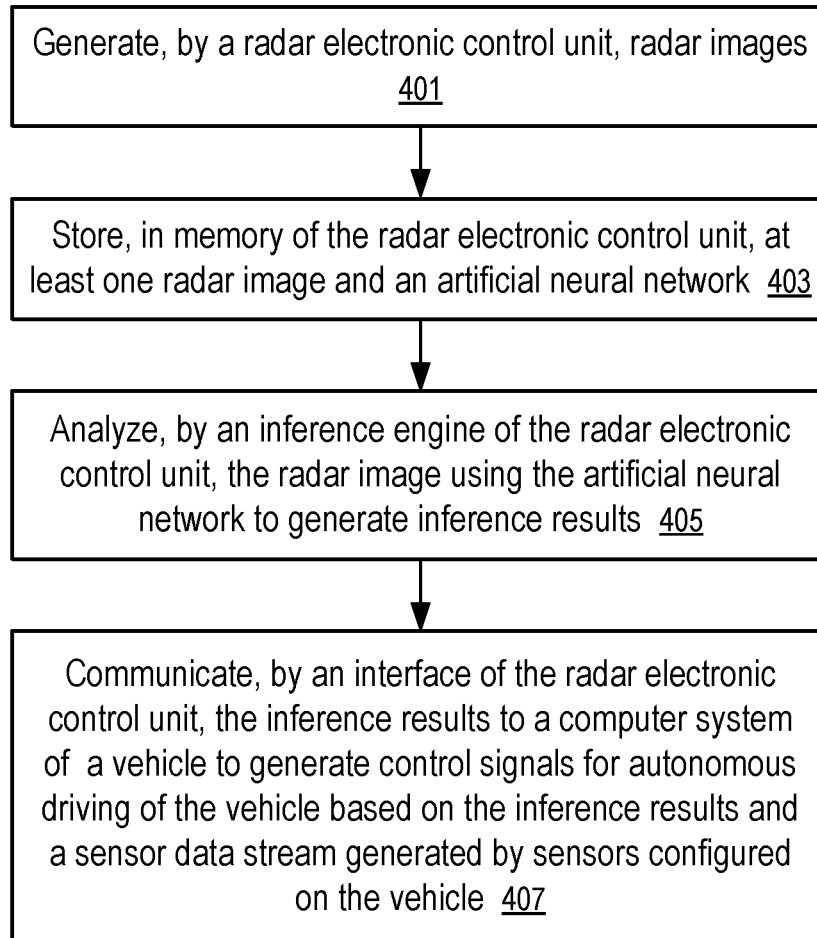 Generate, by a radar electronic control unit, radar images
401
Store, in memory of the radar electronic control unit, at
least one radar image and an artificial neural network 403
Analyze, by an inference engine of the radar electronic
control unit, the radar image using the artificial neural
network to generate inference results 405
Communicate, by an interface of the radar electronic
control unit, the inference results to a computer system
of a vehicle to generate control signals for autonomous
driving of the vehicle based on the inference results and
a sensor data stream generated by sensors configured
on the vehicle 407